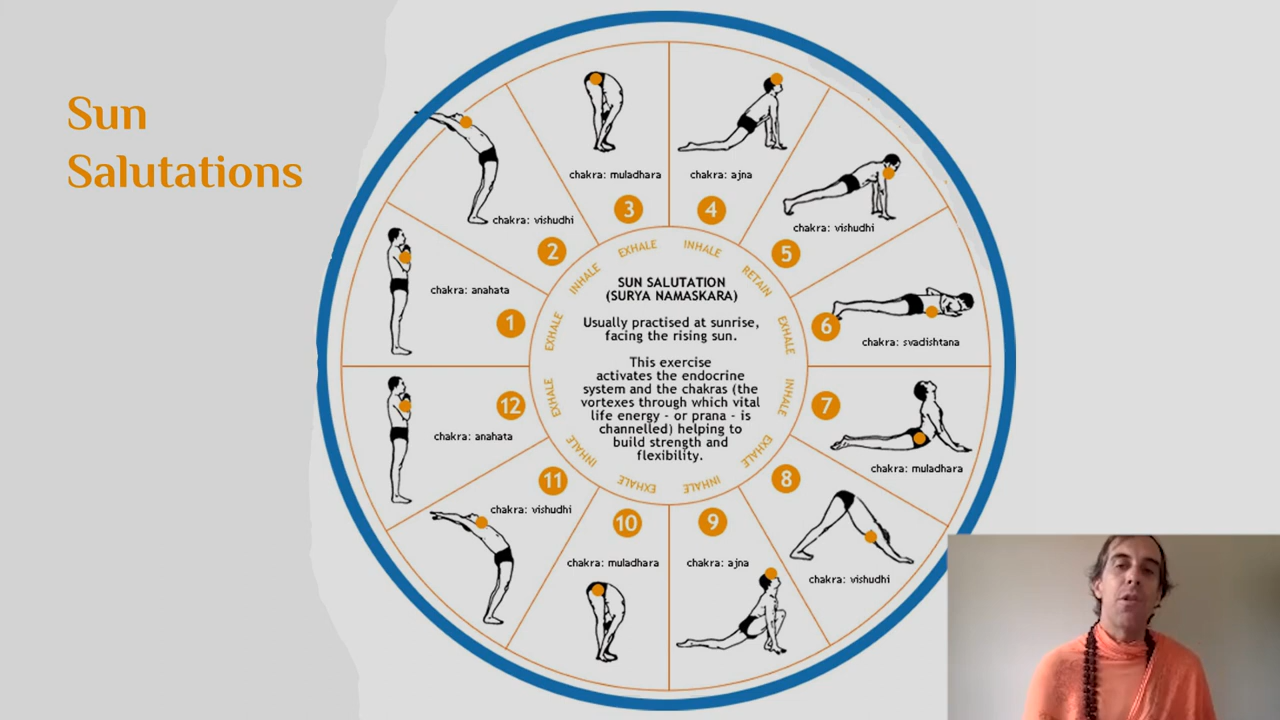 Sun
Salutations
chakra: anahata
1
EXHALE
chakra: vishudhi
2
INHALE
chakra: muladhara
3
EXHALE
chakra: ajna
4
INHALE
chakra: vishudhi
5
RETAIN
chakra: svadishtana
6
EXHALE
chakra: muladhara
7
INHALE
chakra: vishudhi
8
EXHALE
chakra: ajna
9
INHALE
chakra: muladhara
10
EXHALE
chakra: vishudhi
11
INHALE
chakra: anahata
12
EXHALE
SUN SALUTATION
(SURYA NAMASKARA)
Usually practised at sunrise,
facing the rising sun.
This exercise
activates the endocrine
system and the chakras (the
vortexes through which vital
life energy - or prana - is
channelled) helping to
build strength and
flexibility.